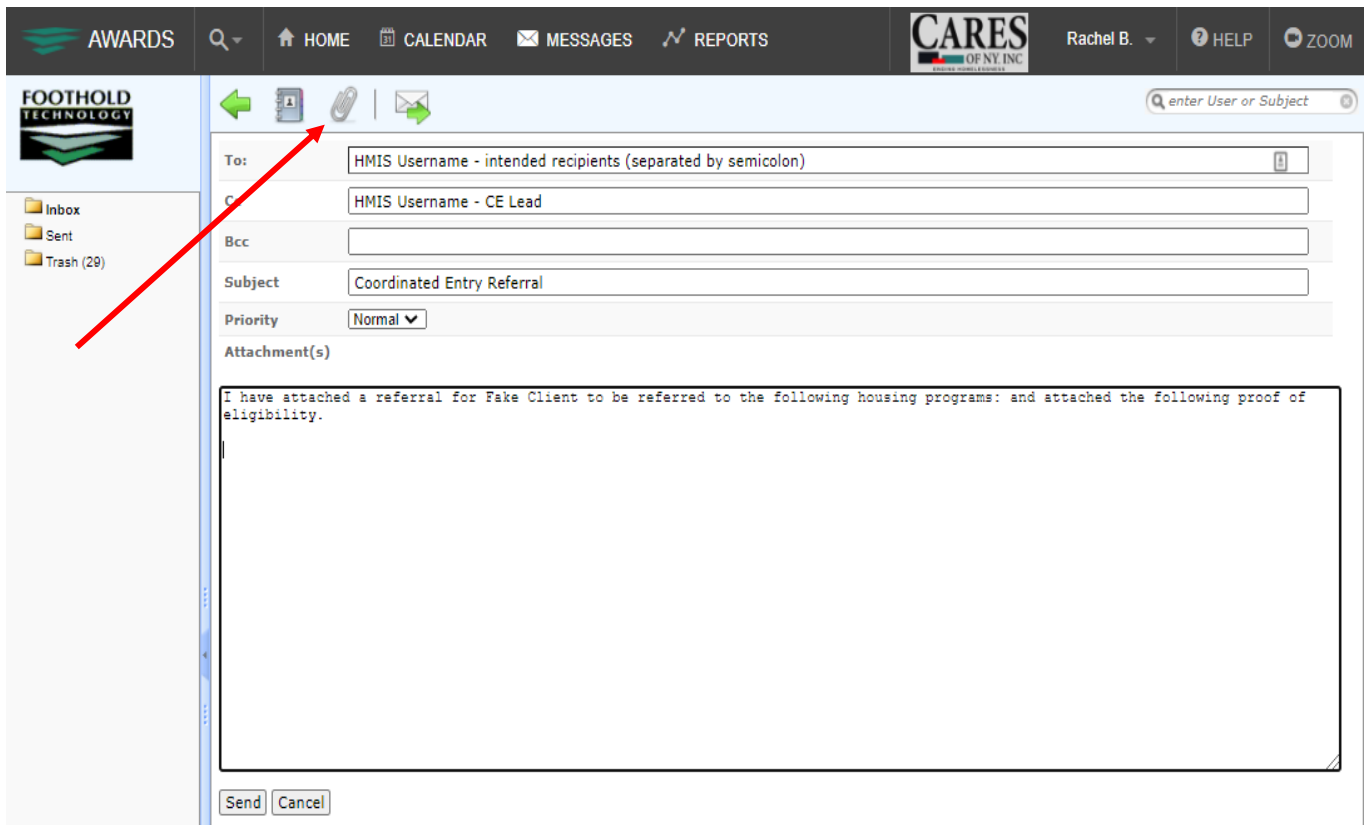 AWARDS
HOME
31
CALENDAR
MESSAGES
REPORTS
CARES
OF NY, INC
ENDING HOMELESSNESS
Rachel B.
? HELP
ZOOM
FOOTHOLD
TECHNOLOGY
enter User or Subject
Inbox
Sent
Trash (29)
To: HMIS Username - intended recipients (separated by semicolon)
Cc HMIS Username - CE Lead
Bcc
Subject Coordinated Entry Referral
Priority Normal
Attachment(s)
I have attached a referral for Fake Client to be referred to the following housing programs: and attached the following proof of
eligibility.
Send Cancel